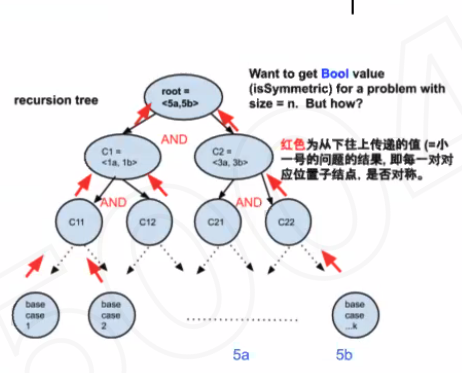 Want to get Bool value
(isSymmetric) for a problem with
size = n. But how?
recursion tree
root =
<5a,5b>
AND
红色为从下往上传递的值 (=小
一号的问题的结果, 即每一对对
应位置子结点, 是否对称。
C1 =
<1a, 1b>
C2 =
<3a, 3b>
AND
AND
C11
C12
C21
C22
base
case
1
base
case
2
base
case
...k
5a
5b